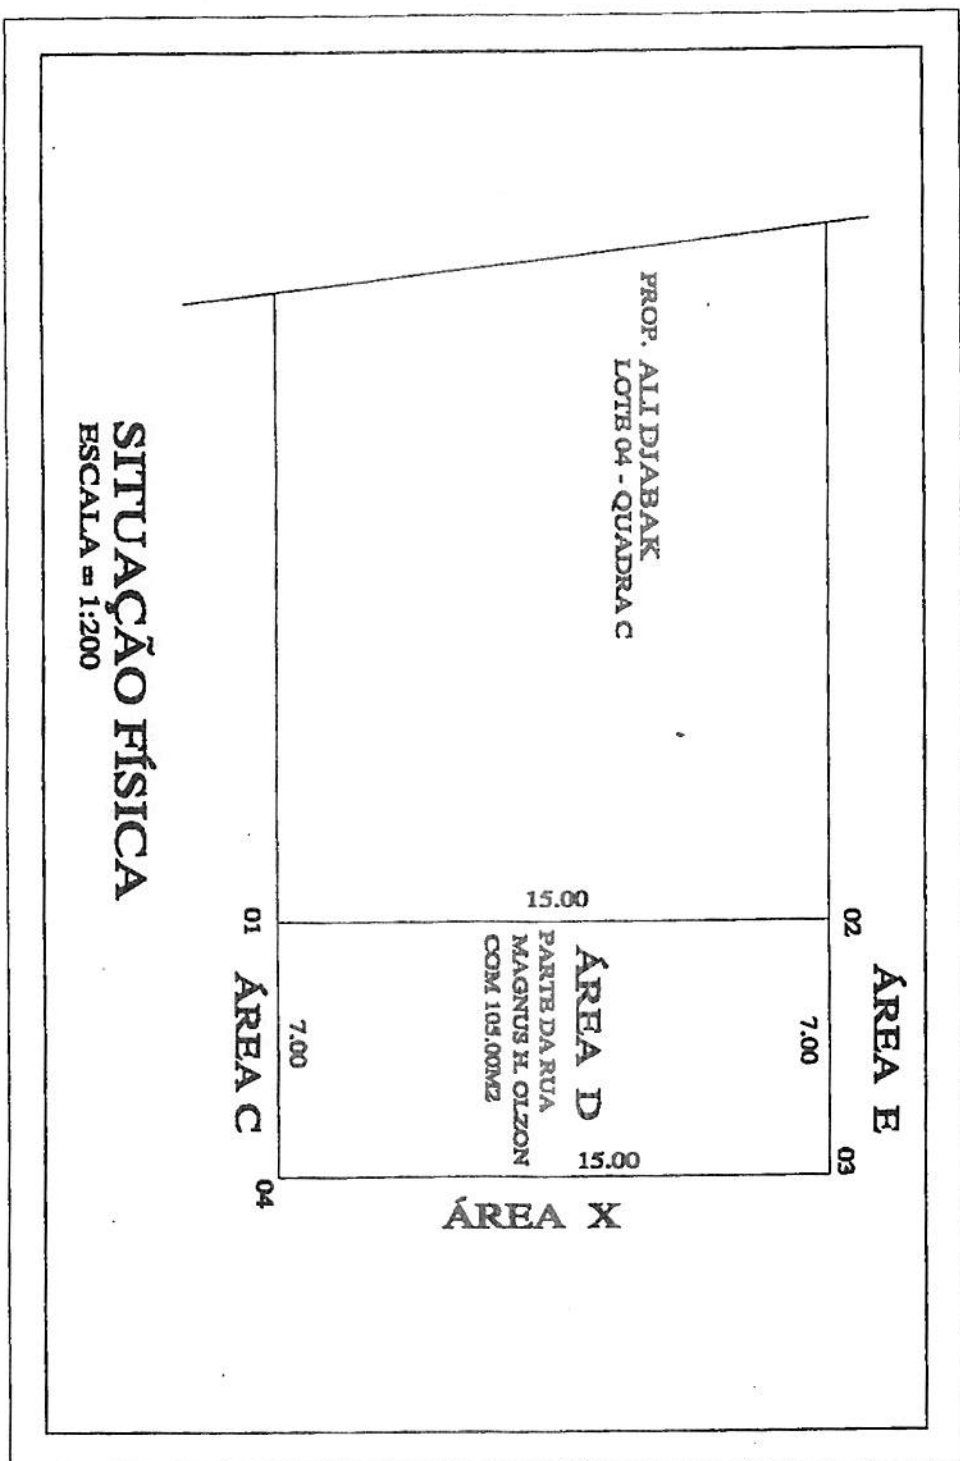 PROP. ALI DJABAK
LOTE 04 - QUADRA C
ÁREA E
02
03
7.00
15.00
ÁREA D
PARTE DA RUA
MAGNUS H. OLZON
COM 105.00M2
15.00
ÁREA X
7.00
01
04
ÁREA C
SITUAÇÃO FÍSICA
ESCALA = 1:200